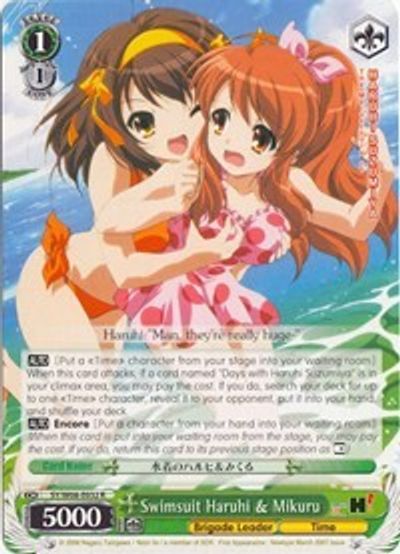 1
1
Haruhi: "Man, they're really huge~"
AUTO [Put a «Time» character from your stage into your waiting room]
When this card attacks, if a card named "Days with Haruhi Suzumiya" is in
your climax area, you may pay the cost. If you do, search your deck for up
to one «Time» character, reveal it to your opponent, put it into your hand,
and shuffle your deck.
AUTO Encore [Put a character card from your hand into your waiting room]
(When this card is put into your waiting room from the stage, you may pay
the cost. If you do, return this card to its previous position as rest.)
Card Name 水着のハルヒ&みくる
5000 Swimsuit Haruhi & Mikuru
Brigade Leader Time